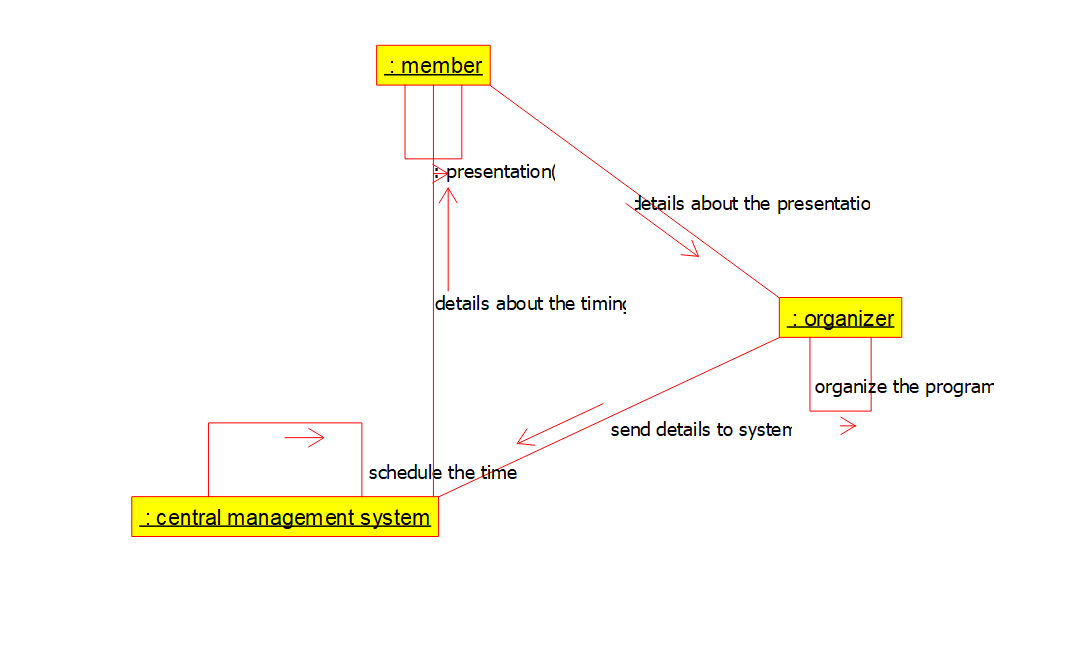 : member
: presentation(
details about the presentatio
details about the timing
: organizer
organize the program
send details to system
schedule the time
: central management system